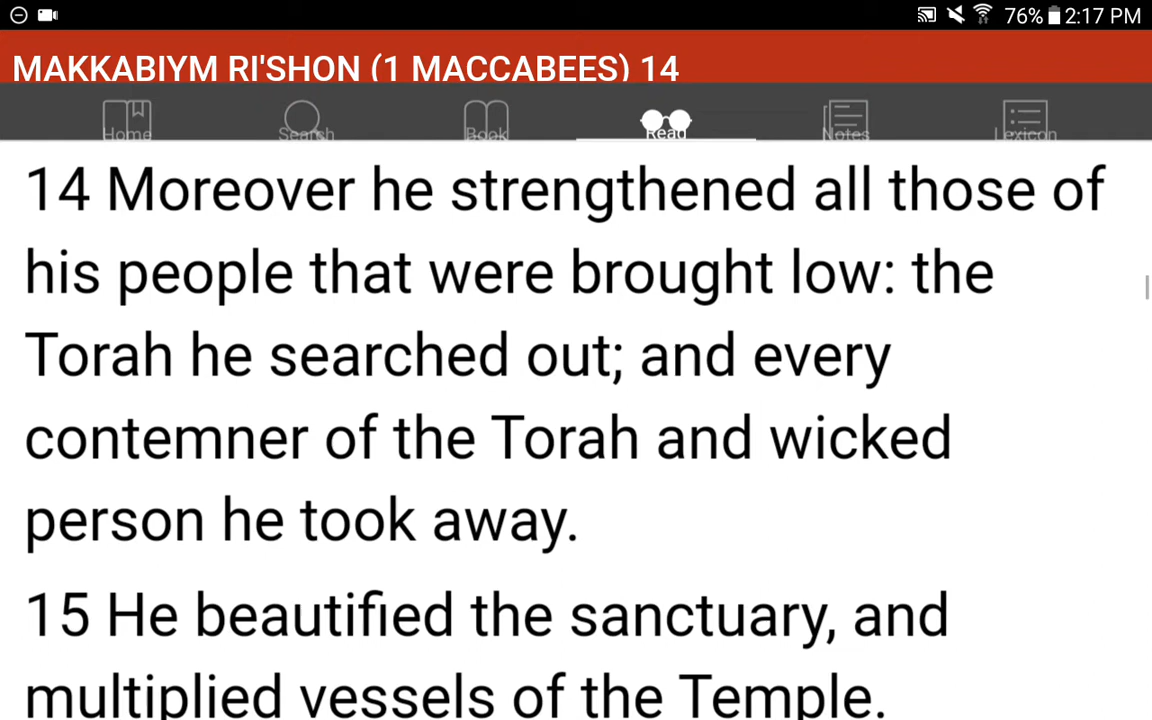 76% 2:17 PM
MAKKABIYM RI'SHON (1 MACCABEES) 14
Home Search Book Read Notes Lexicon
14 Moreover he strengthened all those of
his people that were brought low: the
Torah he searched out; and every
contemner of the Torah and wicked
person he took away.
15 He beautified the sanctuary, and
multiplied vessels of the Temple.